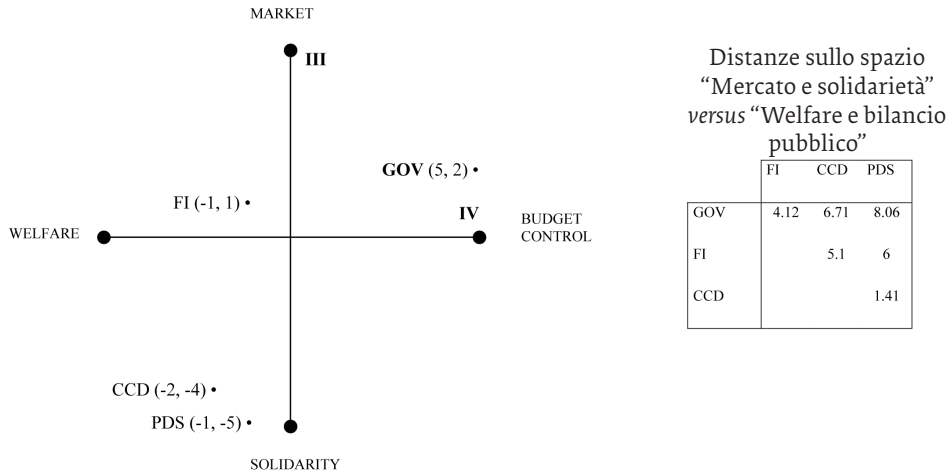 MARKET
III
GOV (5, 2)
FI (-1, 1)
IV
WELFARE
BUDGET
CONTROL
CCD (-2, -4)
PDS (-1, -5)
SOLIDARITY
Distanze sullo spazio
“Mercato e solidarietà”
versus “Welfare e bilancio
pubblico”
FI CCD PDS
GOV 4.12 6.71 8.06
FI 5.1 6
CCD 1.41